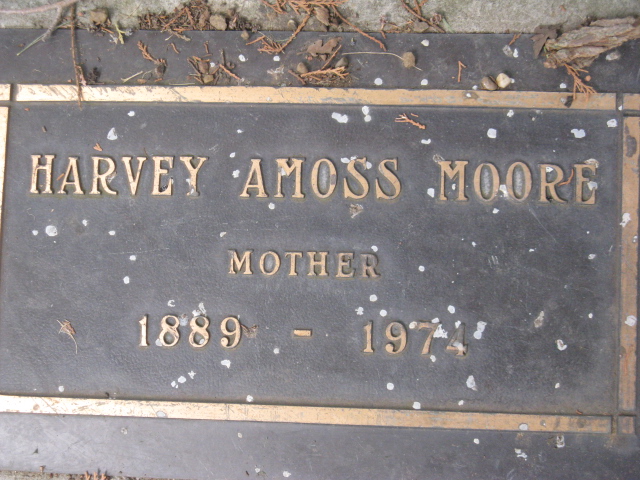 HARVEY AMOSS MOORE
MOTHER
1889 - 1974